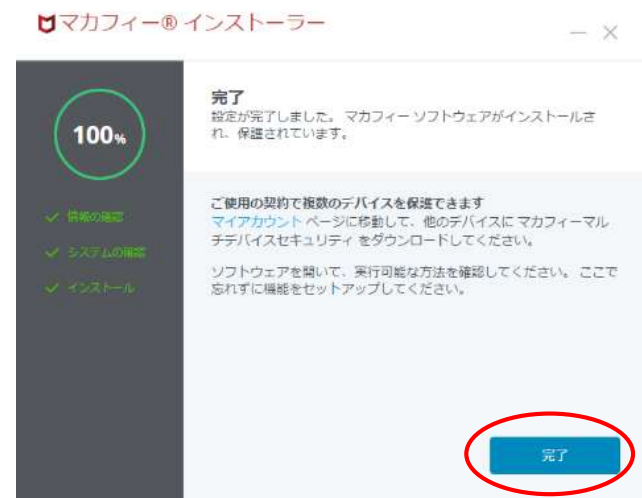 マカフィー® インストーラー
100%
✓ 情報の確認
✓ システムの確認
✓ インストール
完了
設定が完了しました。 マカフィー ソフトウェアがインストールさ
れ、保護されています。
ご使用の契約で複数のデバイスを保護できます
マイアカウント ページに移動して、他のデバイスに マカフィーマル
チデバイスセキュリティ をダウンロードしてください。
ソフトウェアを開いて、実行可能な方法を確認してください。 ここで
忘れずに機能をセットアップしてください。
完了